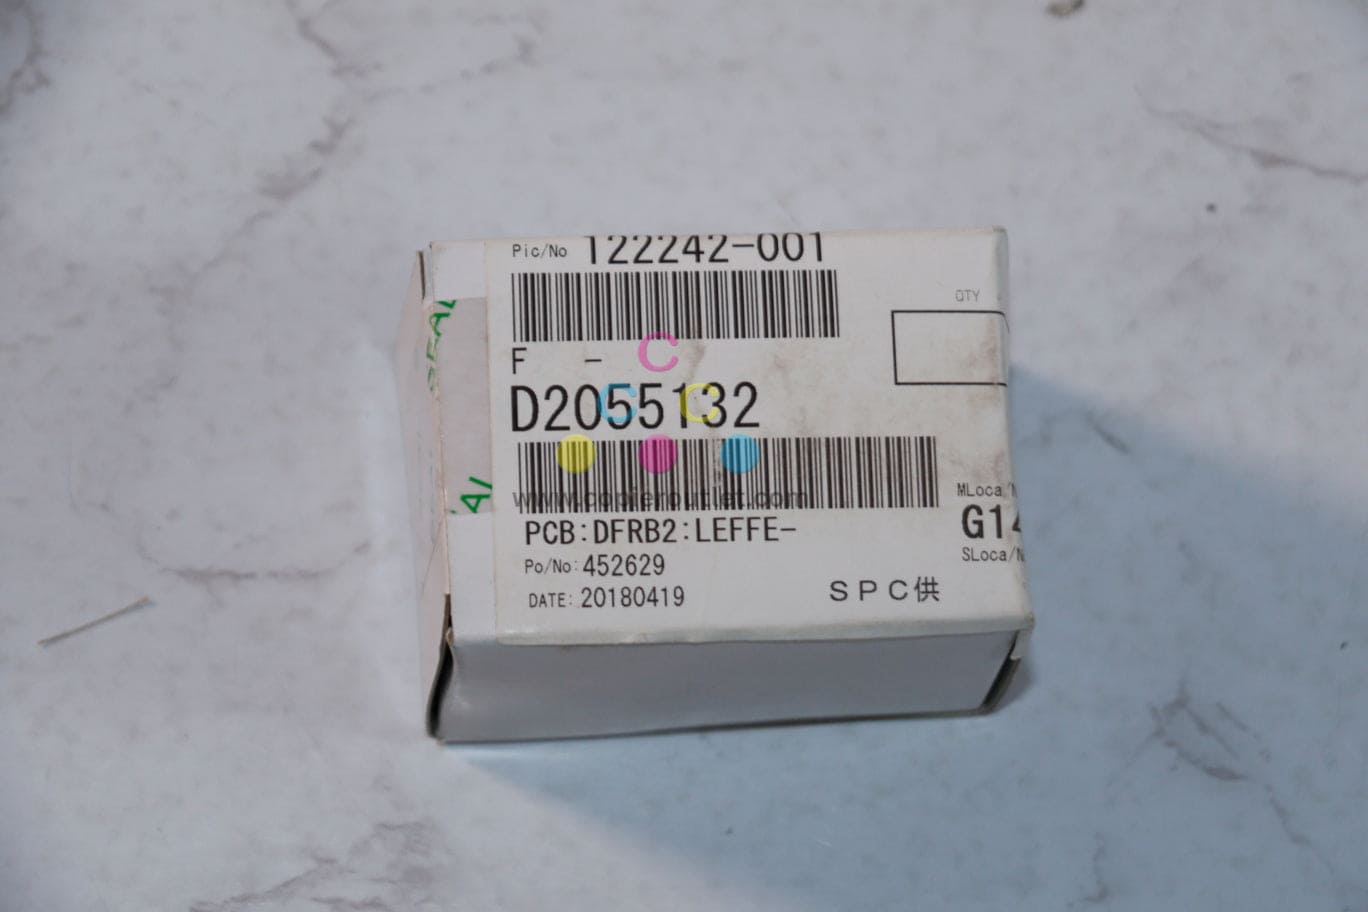 Pic/No 122242-001
QTY
F -
D2055132
www.copieroutlet.com
PCB:DFRB2:LEFFE-
MLoca/N
G14
SLoca/N
Po/No: 452629
DATE: 20180419
SPC供
SEAL
C
C C